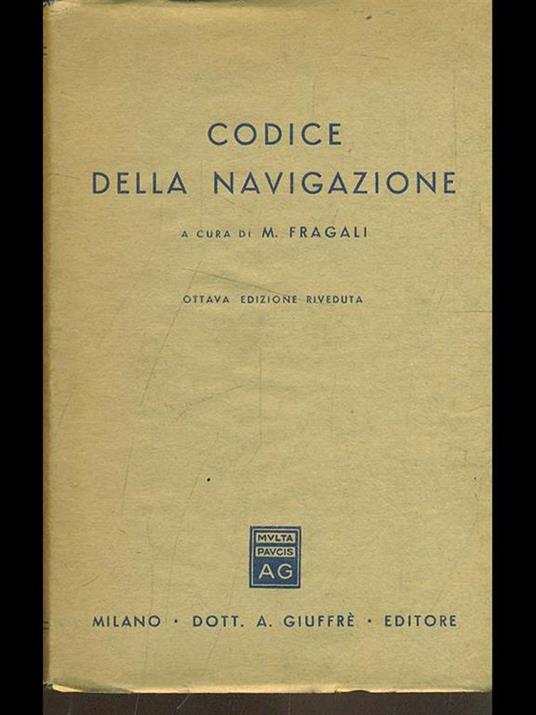 CODICE
DELLA NAVIGAZIONE
A CURA DI M. FRAGALI
OTTAVA EDIZIONE RIVEDUTA
MVLTA
PAVCIS
AG
MILANO · DOTT. A. GIUFFRÈ · EDITORE